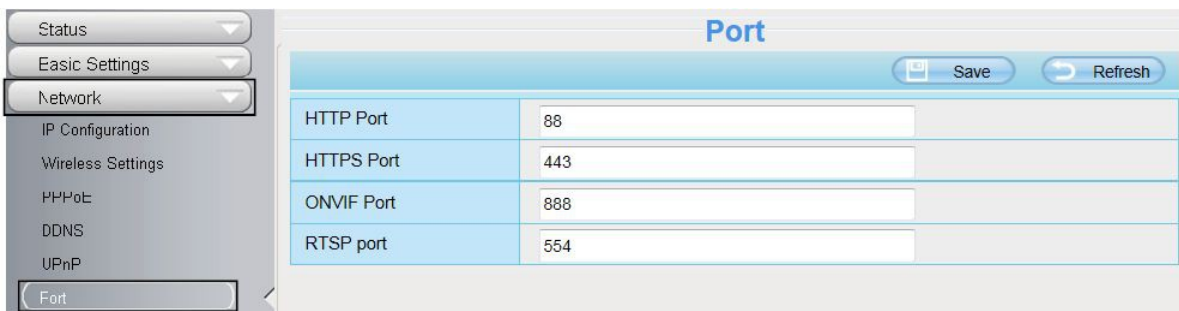 Status
Easic Settings
Network
IP Configuration
Wireless Settings
PPPoE
DDNS
UPnP
Fort
Port
Save
Refresh
HTTP Port
88
HTTPS Port
443
ONVIF Port
888
RTSP port
554